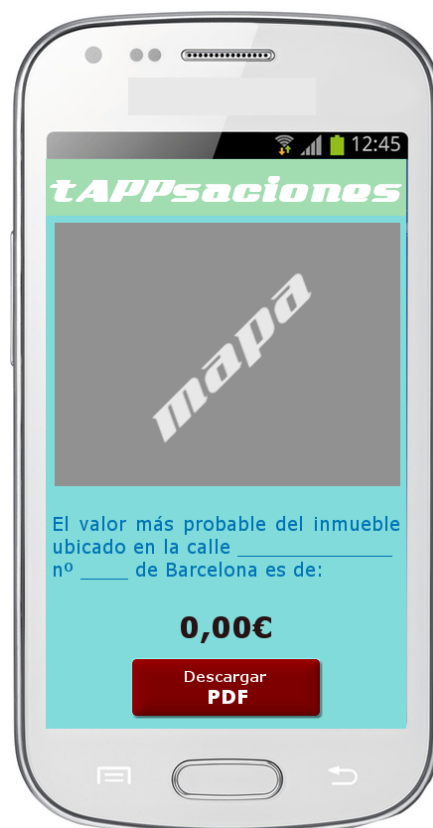 12:45
tAPPsaciones
mapa
El valor más probable del inmueble
ubicado en la calle ________________
nº _____ de Barcelona es de:
0,00€
Descargar
PDF